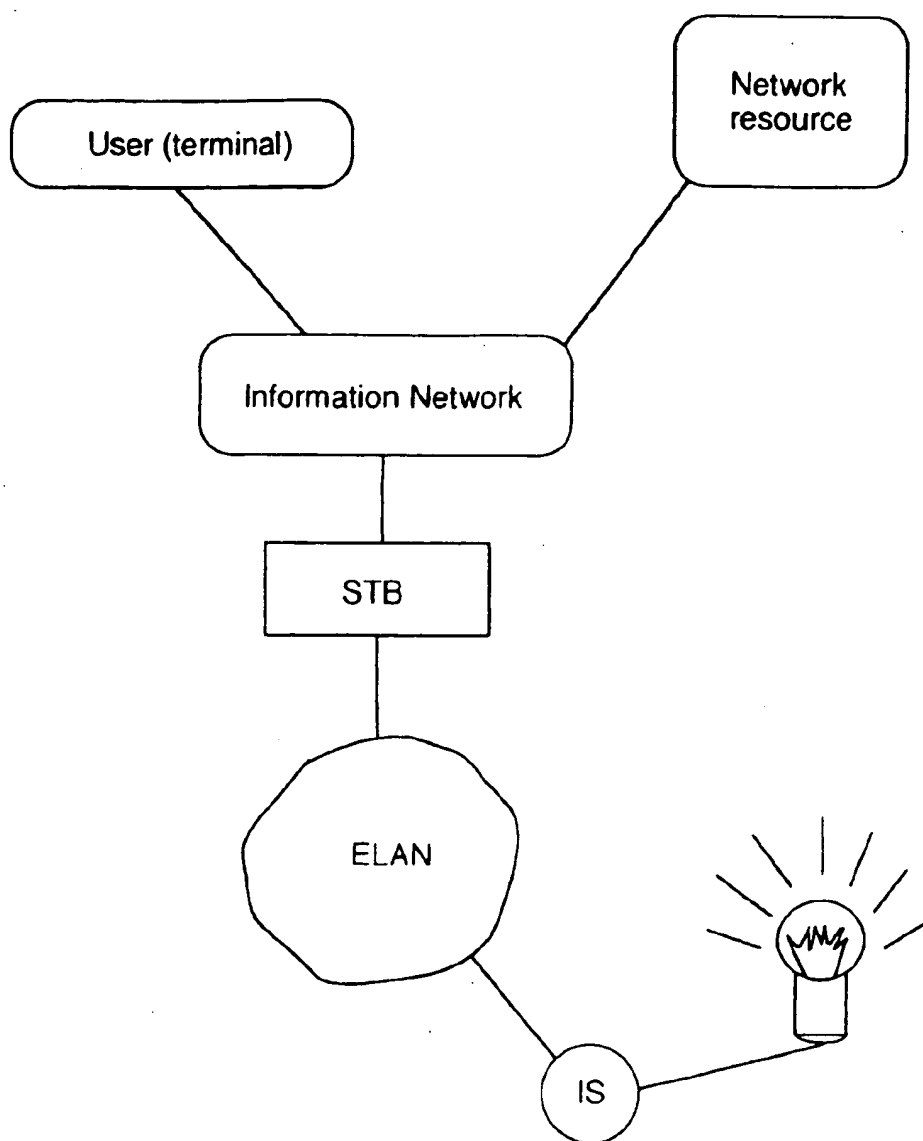 User (terminal)
Network
resource
Information Network
STB
ELAN
IS